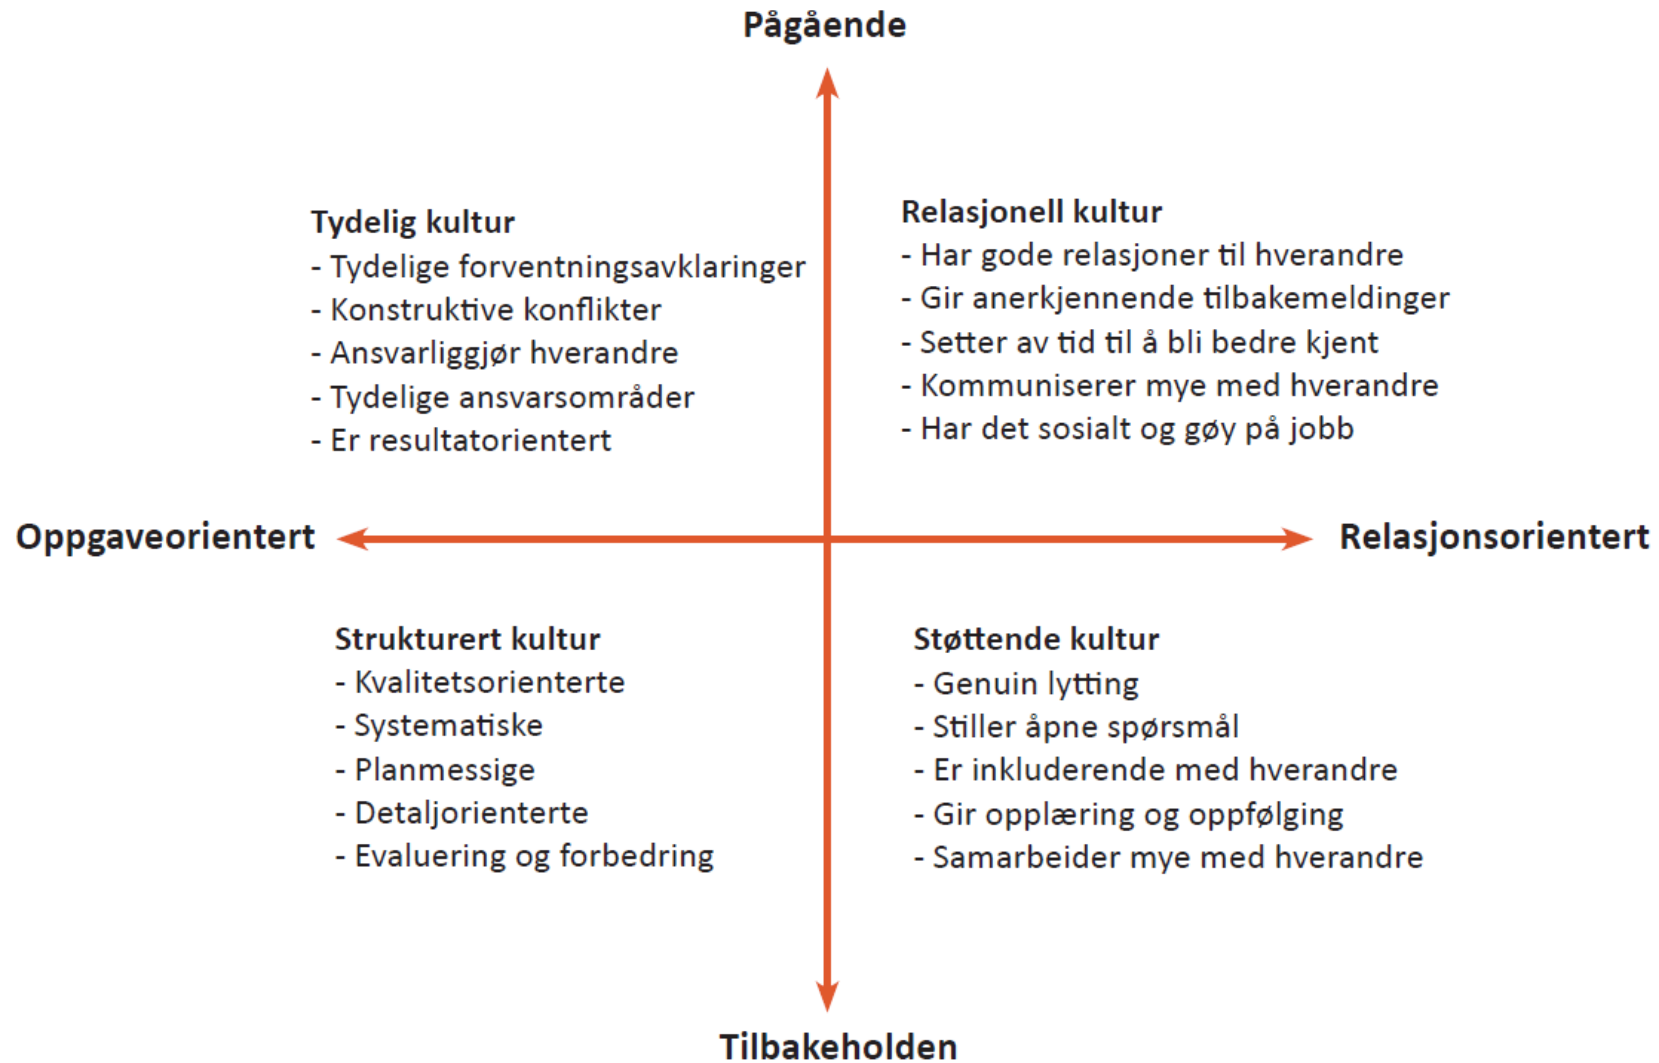 Pågående
Tydelig kultur
- Tydelige forventningsavklaringer
- Konstruktive konflikter
- Ansvarliggjør hverandre
- Tydelige ansvarsområder
- Er resultatorientert
Relasjonell kultur
- Har gode relasjoner til hverandre
- Gir anerkjennende tilbakemeldinger
- Setter av tid til å bli bedre kjent
- Kommuniserer mye med hverandre
- Har det sosialt og gøy på jobb
Oppgaveorientert
Relasjonsorientert
Strukturert kultur
- Kvalitetsorienterte
- Systematiske
- Planmessige
- Detaljorienterte
- Evaluering og forbedring
Støttende kultur
- Genuin lytting
- Stiller åpne spørsmål
- Er inkluderende med hverandre
- Gir opplæring og oppfølging
- Samarbeider mye med hverandre
Tilbakeholden